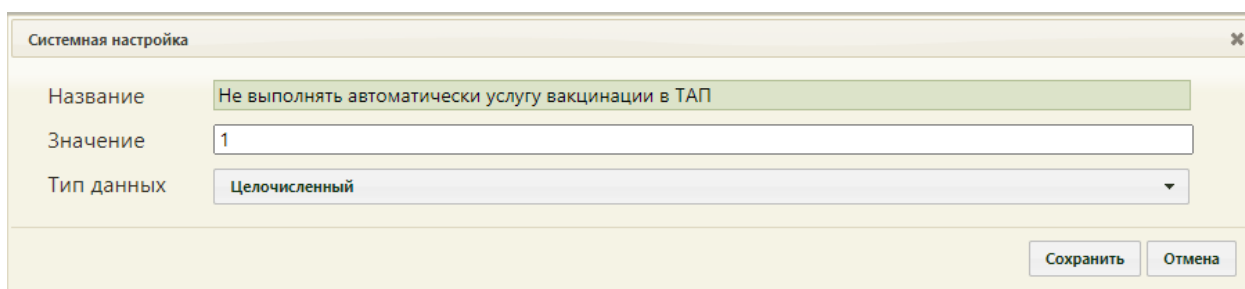 Системная настройка
Название Не выполнять автоматически услугу вакцинации в ТАП
Значение 1
Тип данных Целочисленный
Сохранить Отмена